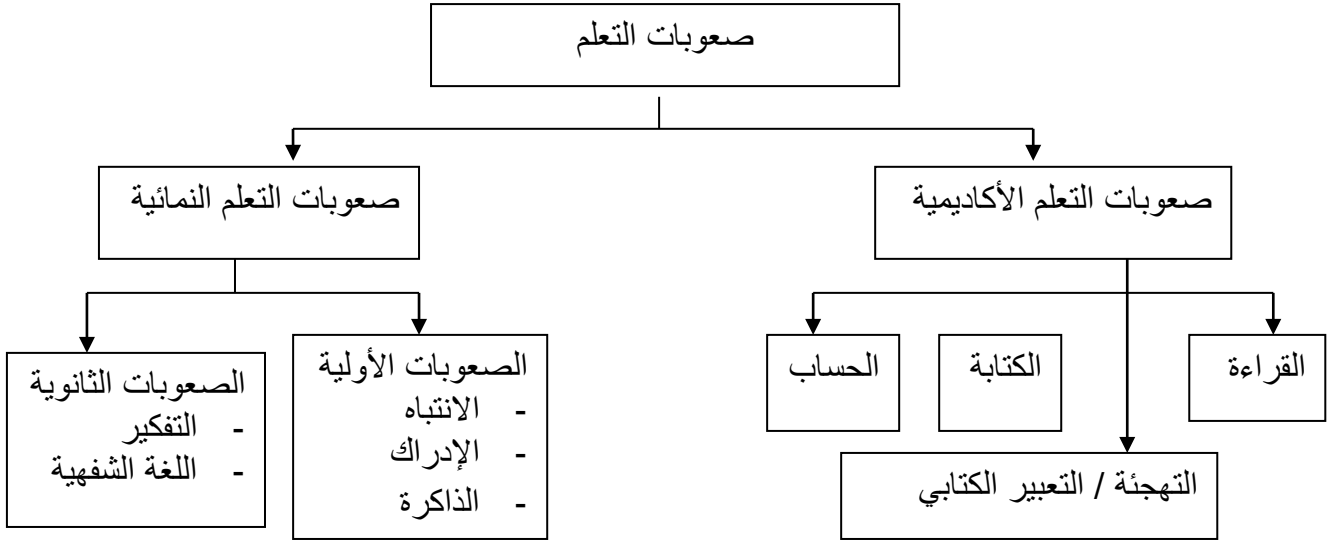 صعوبات التعلم
صعوبات التعلم الأكاديمية
صعوبات التعلم النمائية
القراءة
الكتابة
الحساب
التهجئة / التعبير الكتابي
الصعوبات الأولية
- الانتباه
- الإدراك
- الذاكرة
الصعوبات الثانوية
- التفكير
- اللغة الشفهية